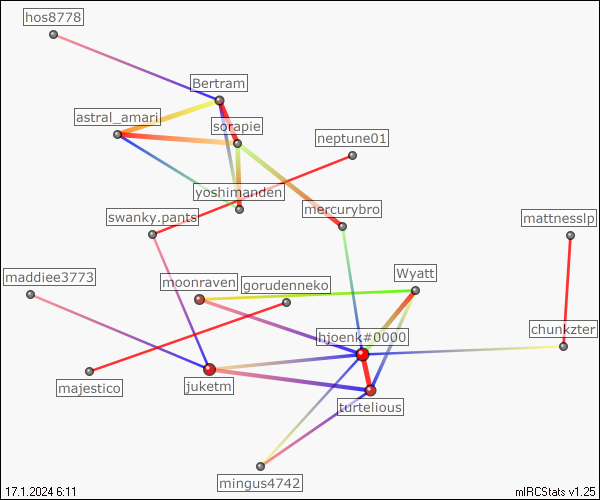 hos8778
Bertram
astral_amari
sorapie
neptune01
yoshimanden
swanky.pants
mercurybro
mattnesslp
maddiee3773
moonraven
gorudenneko
Wyatt
hjoenk#0000
chunkzter
majestico
juketm
turtelious
mingus4742
17.1.2024 6:11
mIRCStats v1.25